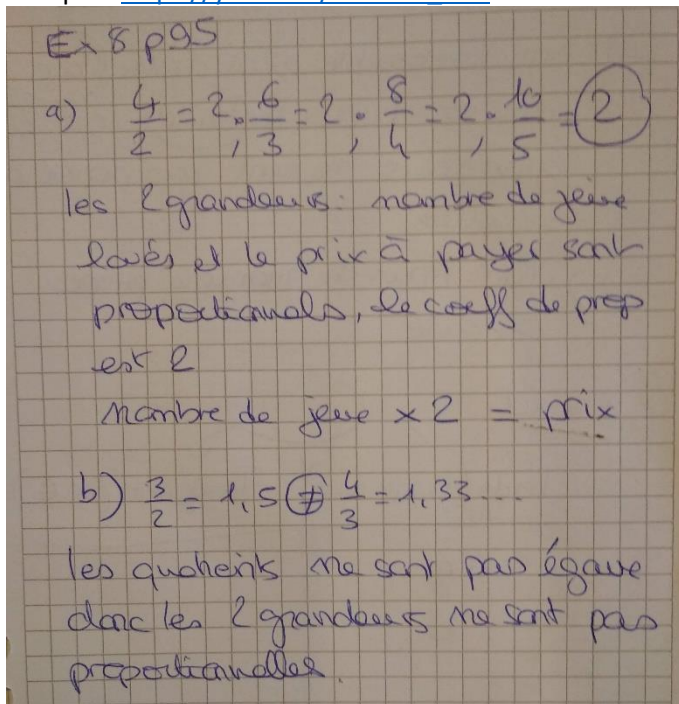 Ex 8 p95
a) 4/2 = 2 ; 6/3 = 2 ; 8/4 = 2 ; 10/5 = 2
les 2 grandeurs : nombre de jeux
loués et le prix à payer sont
proportionnels, le coeff de prop
est 2
nombre de jeux × 2 = prix
b) 3/2 = 1,5 ≠ 4/3 = 1,33...
les quotients ne sont pas égaux
donc les 2 grandeurs ne sont pas
proportionnelles.